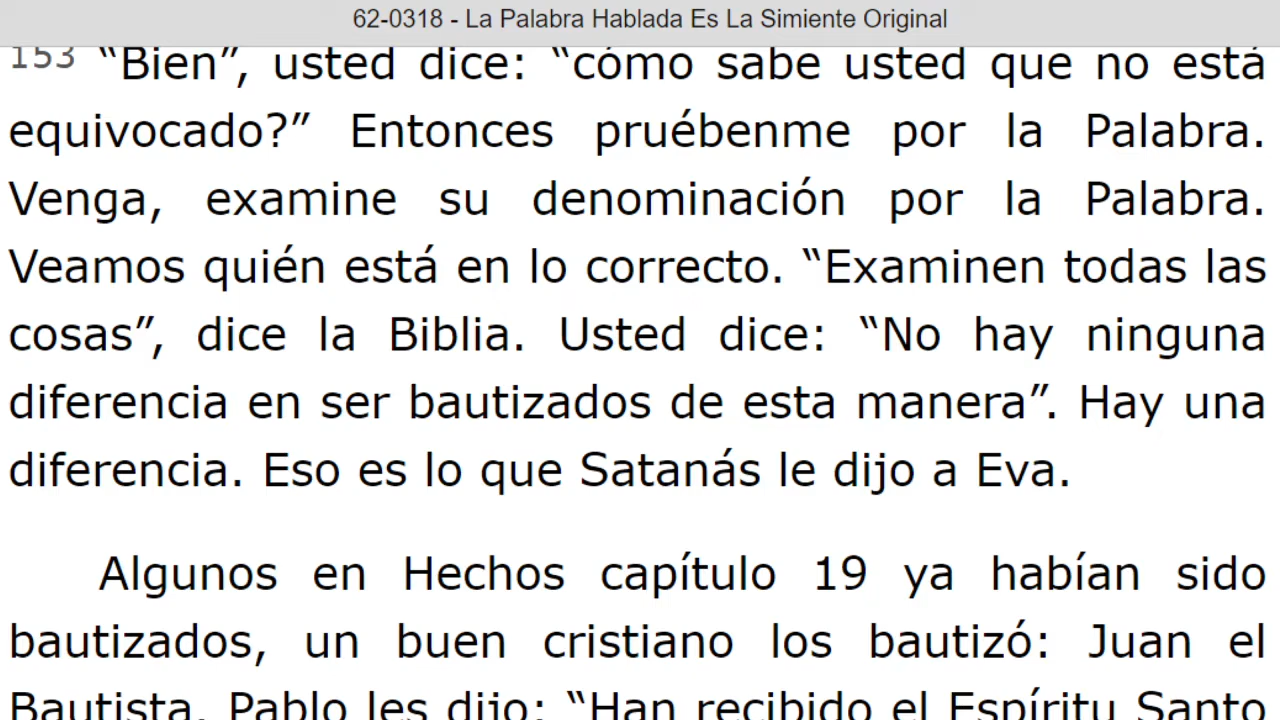 62-0318 - La Palabra Hablada Es La Simiente Original
153 “Bien”, usted dice: “cómo sabe usted que no está
equivocado?” Entonces pruébenme por la Palabra.
Venga, examine su denominación por la Palabra.
Veamos quién está en lo correcto. “Examinen todas las
cosas”, dice la Biblia. Usted dice: “No hay ninguna
diferencia en ser bautizados de esta manera”. Hay una
diferencia. Eso es lo que Satanás le dijo a Eva.
Algunos en Hechos capítulo 19 ya habían sido
bautizados, un buen cristiano los bautizó: Juan el
Bautista. Pablo les dijo: “Han recibido el Espíritu Santo